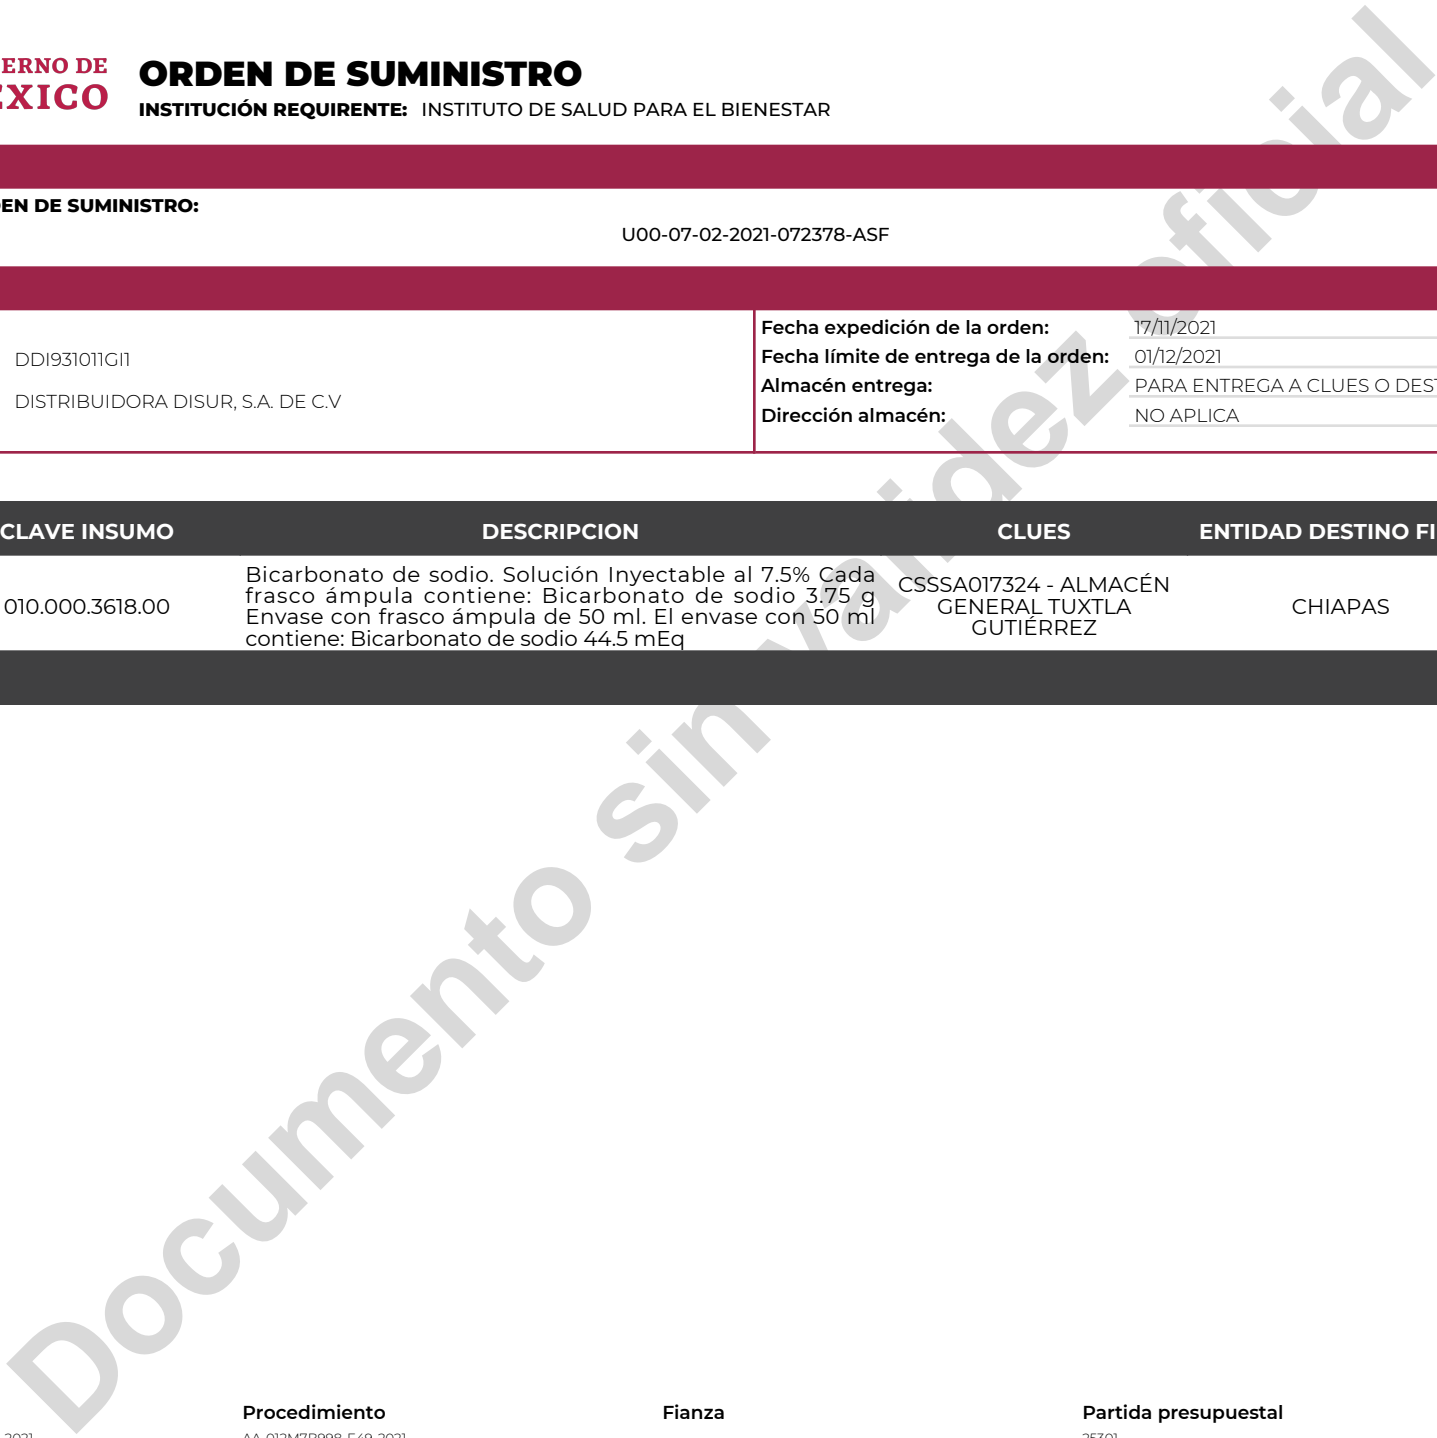 ERNO DE
EXICO
ORDEN DE SUMINISTRO
INSTITUCIÓN REQUIRENTE: INSTITUTO DE SALUD PARA EL BIENESTAR
EN DE SUMINISTRO:
U00-07-02-2021-072378-ASF
DDI931011GI1
DISTRIBUIDORA DISUR, S.A. DE C.V
Fecha expedición de la orden: 17/11/2021
Fecha límite de entrega de la orden: 01/12/2021
Almacén entrega: PARA ENTREGA A CLUES O DEST
Dirección almacén: NO APLICA
CLAVE INSUMO DESCRIPCION CLUES ENTIDAD DESTINO FI
010.000.3618.00
Bicarbonato de sodio. Solución Inyectable al 7.5% Cada
frasco ámpula contiene: Bicarbonato de sodio 3.75 g
Envase con frasco ámpula de 50 ml. El envase con 50 ml
contiene: Bicarbonato de sodio 44.5 mEq
CSSSA017324 - ALMACÉN
GENERAL TUXTLA
GUTIÉRREZ
CHIAPAS
Documento sin validez oficial
Procedimiento Fianza Partida presupuestal